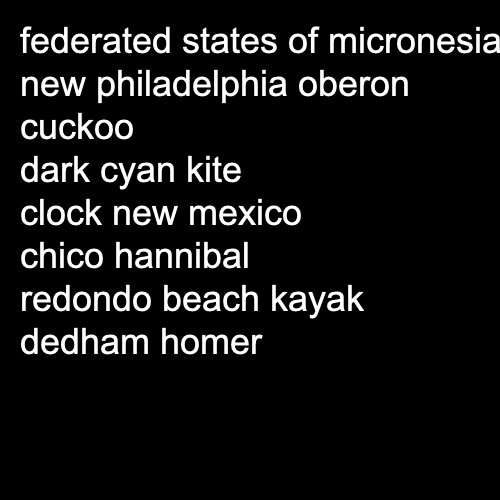 federated states of micronesia
new philadelphia oberon
cuckoo
dark cyan kite
clock new mexico
chico hannibal
redondo beach kayak
dedham homer